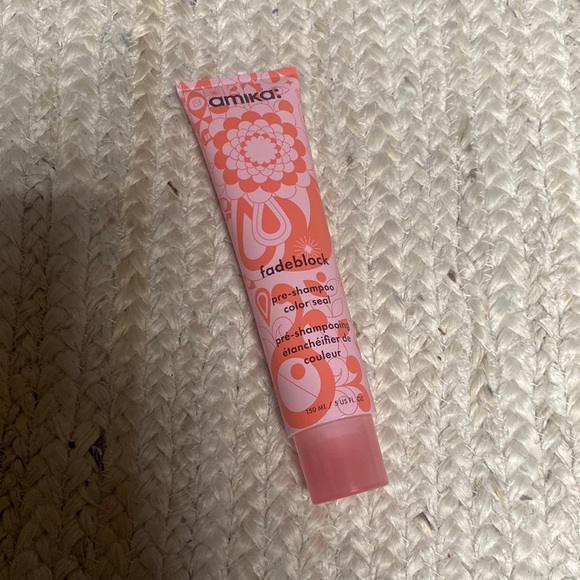 amika:
fadeblock
pre-shampoo
color seal
pré-shampooing
étanchéifier de
couleur
150 ML / 5 US FL OZ